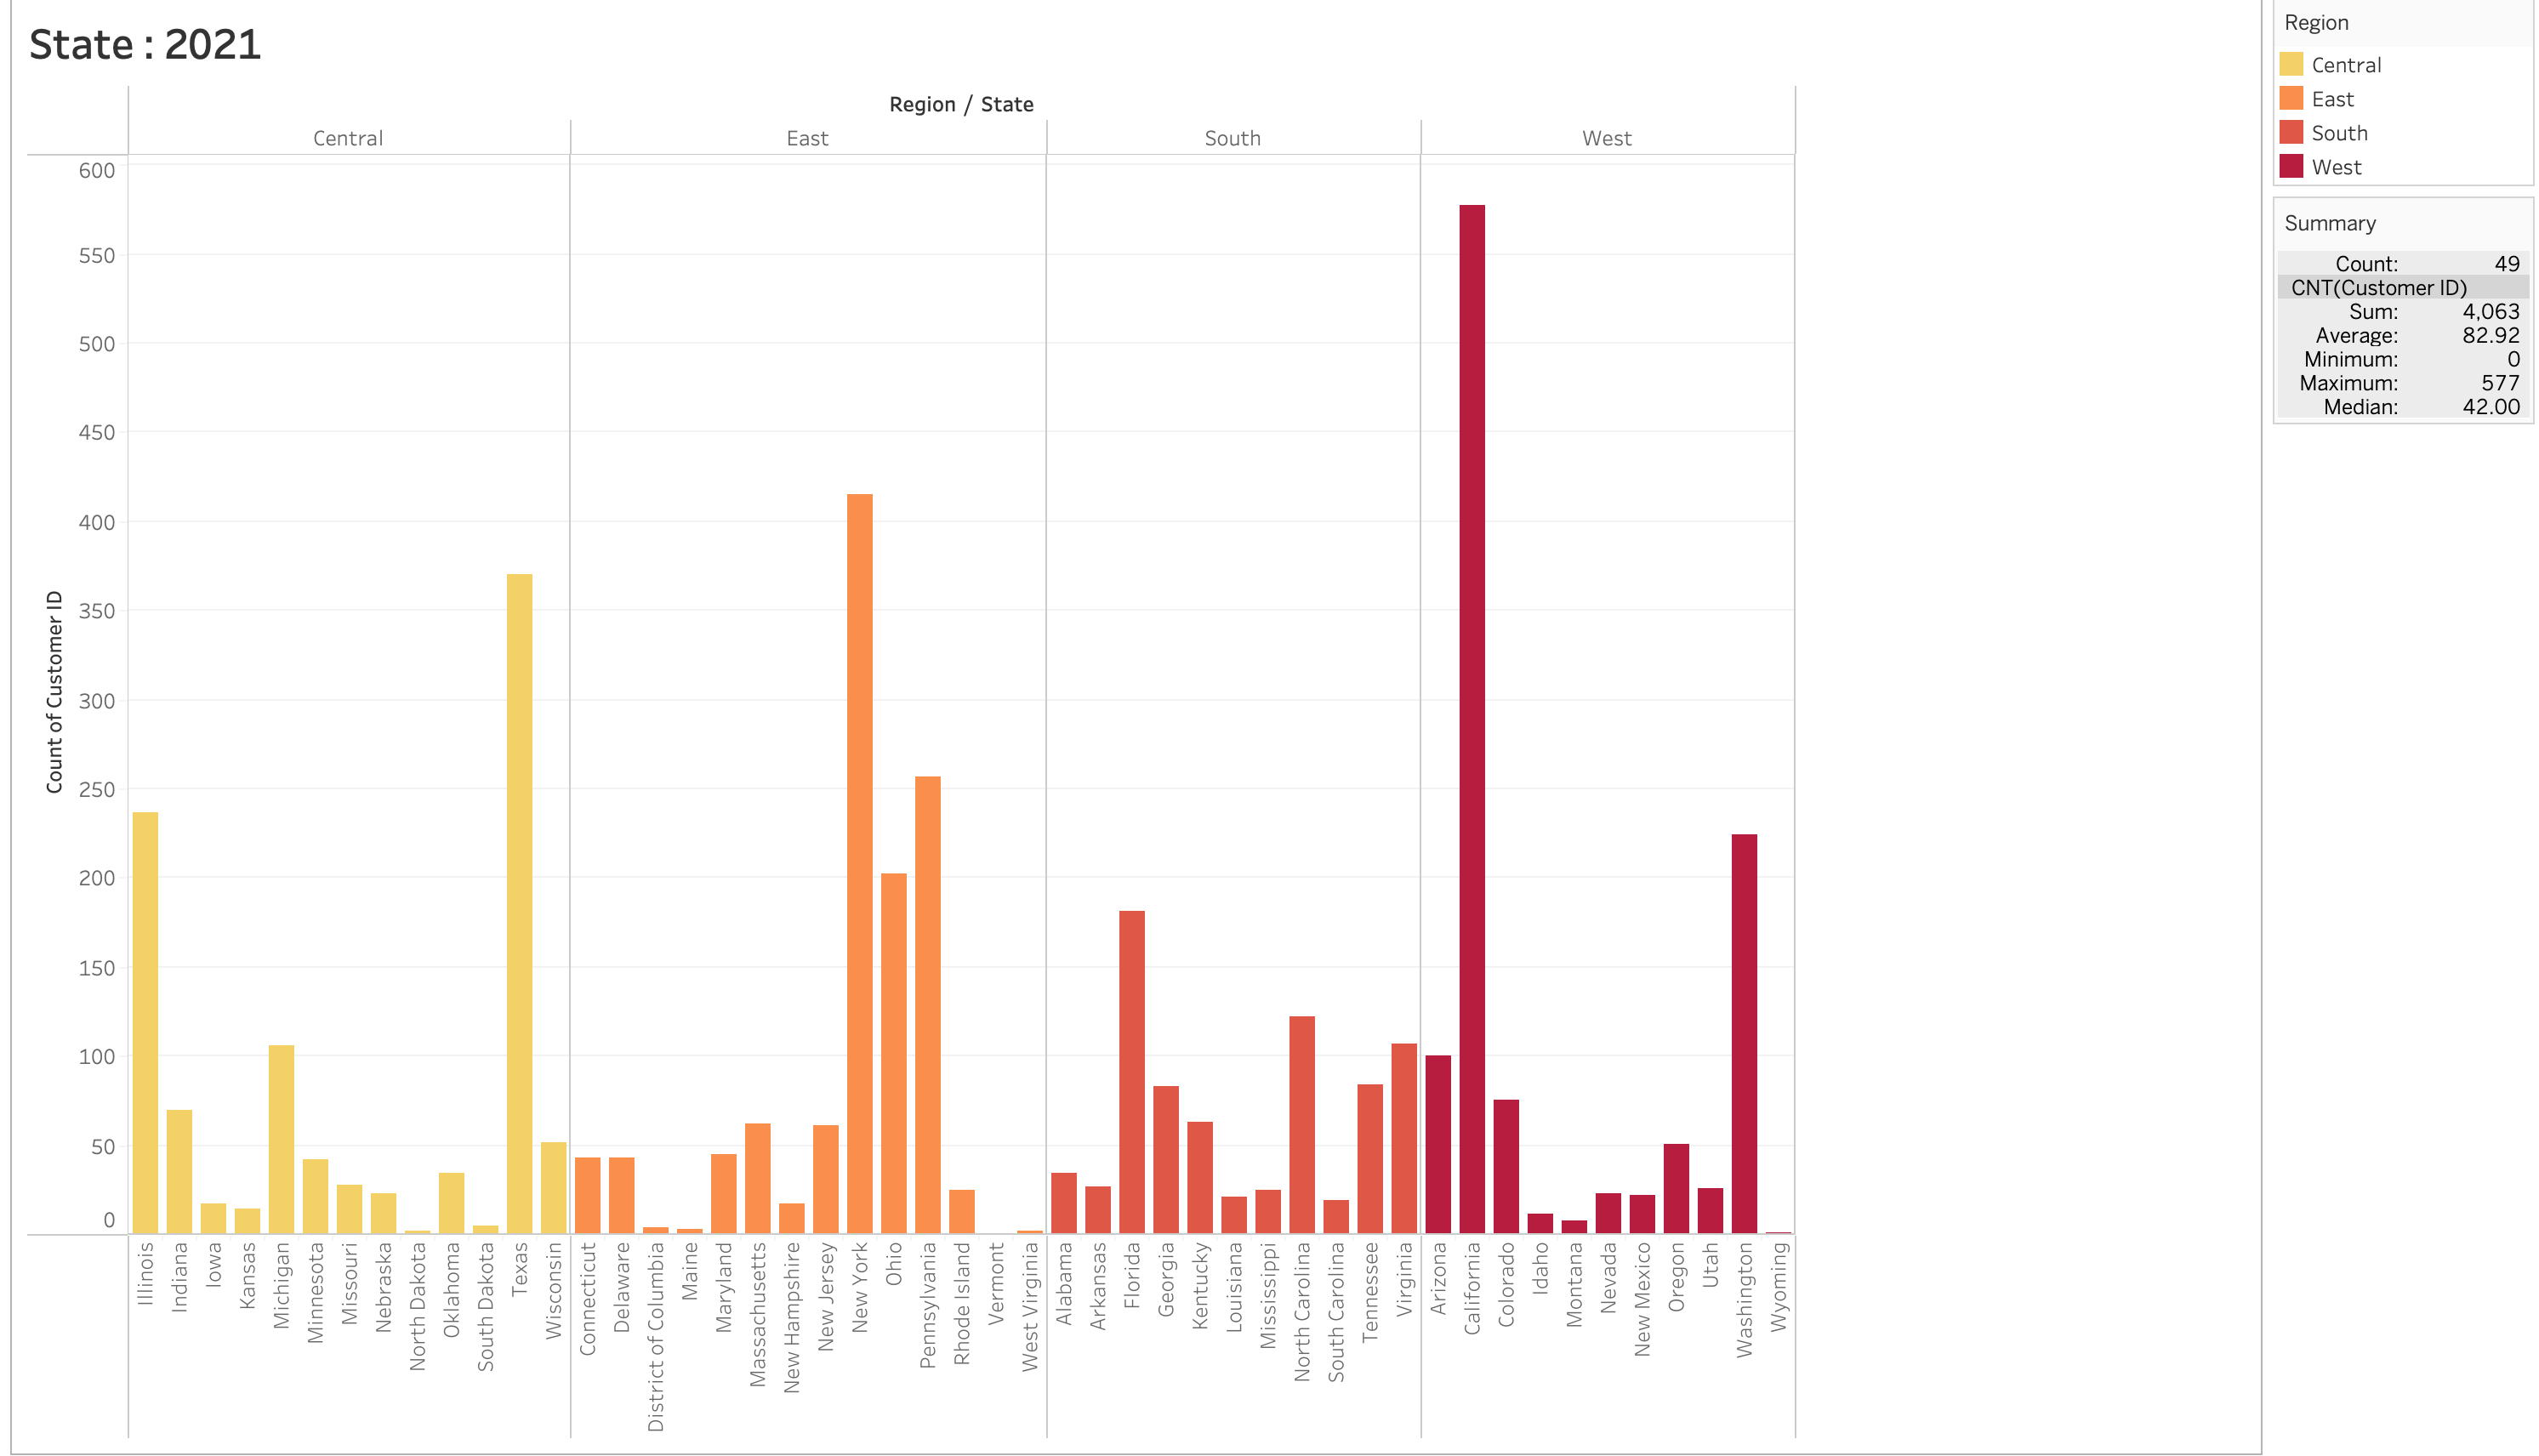 State : 2021
Region / State
Central
East
South
West
600
550
500
450
400
350
300
250
200
150
100
50
0
Count of Customer ID
Illinois
Indiana
Iowa
Kansas
Michigan
Minnesota
Missouri
Nebraska
North Dakota
Oklahoma
South Dakota
Texas
Wisconsin
Connecticut
Delaware
District of Columbia
Maine
Maryland
Massachusetts
New Hampshire
New Jersey
New York
Ohio
Pennsylvania
Rhode Island
Vermont
West Virginia
Alabama
Arkansas
Florida
Georgia
Kentucky
Louisiana
Mississippi
North Carolina
South Carolina
Tennessee
Virginia
Arizona
California
Colorado
Idaho
Montana
Nevada
New Mexico
Oregon
Utah
Washington
Wyoming
Region
Central
East
South
West
Summary
Count: 49
CNT(Customer ID)
Sum: 4,063
Average: 82.92
Minimum: 0
Maximum: 577
Median: 42.00